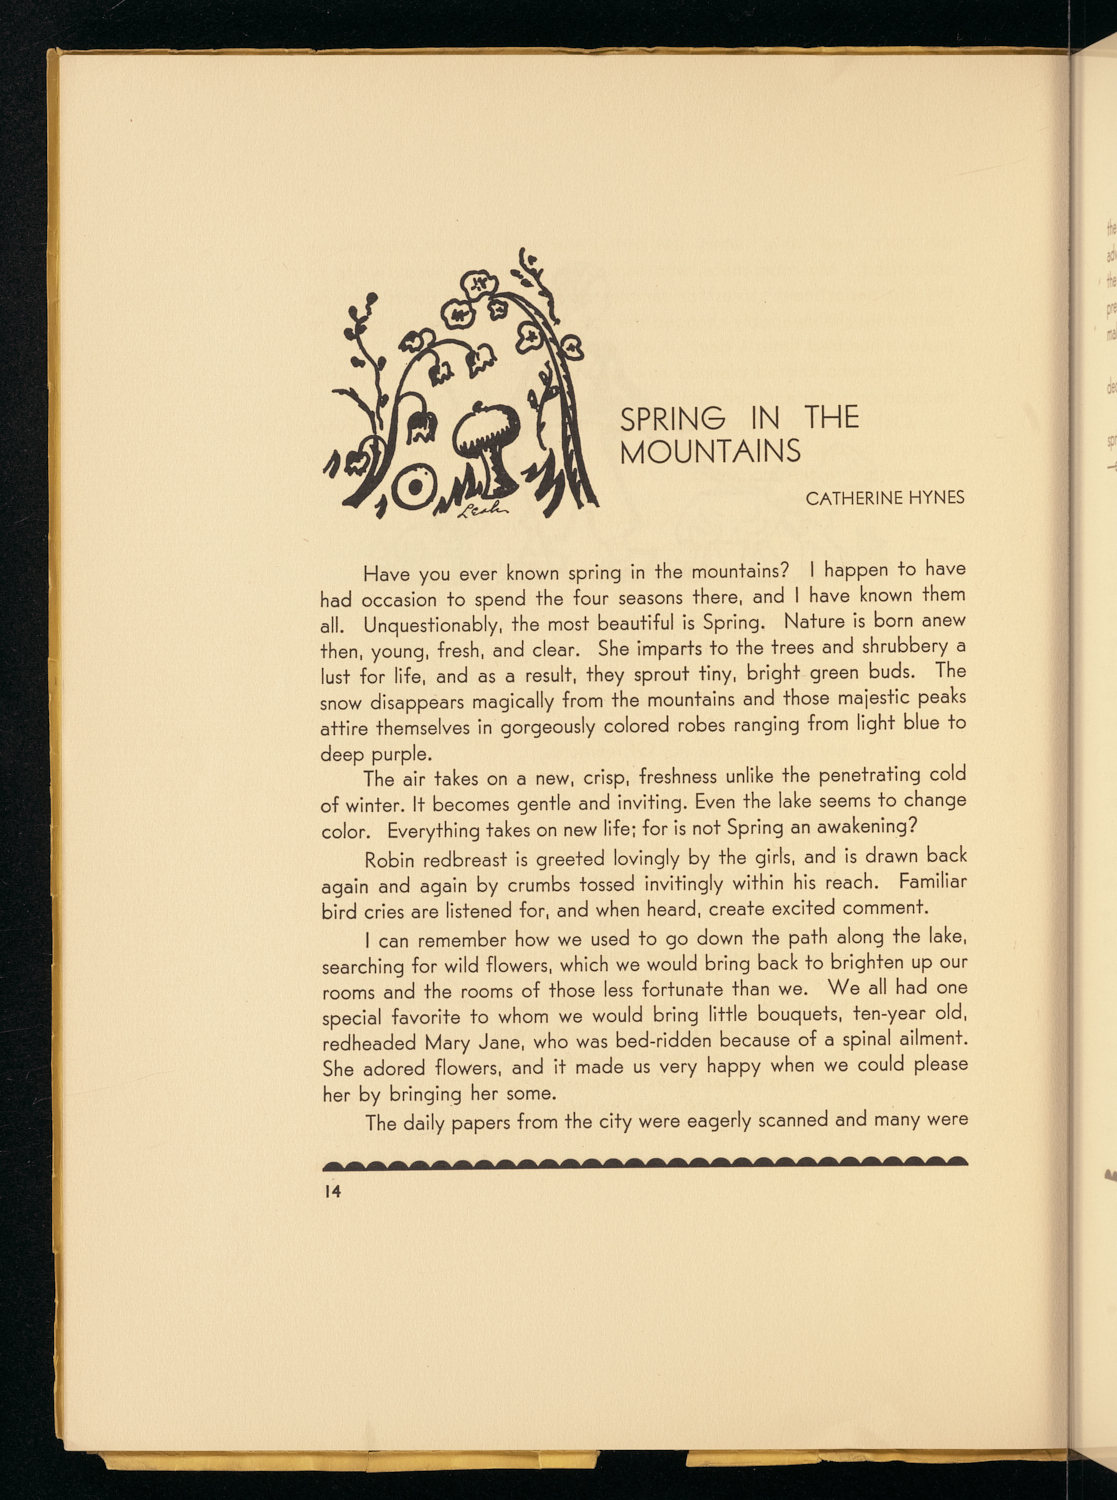 SPRING IN THE
MOUNTAINS
CATHERINE HYNES
Have you ever known spring in the mountains? I happen to have
had occasion to spend the four seasons there, and I have known them
all. Unquestionably, the most beautiful is Spring. Nature is born anew
then, young, fresh, and clear. She imparts to the trees and shrubbery a
lust for life, and as a result, they sprout tiny, bright green buds. The
snow disappears magically from the mountains and those majestic peaks
attire themselves in gorgeously colored robes ranging from light blue to
deep purple.
The air takes on a new, crisp, freshness unlike the penetrating cold
of winter. It becomes gentle and inviting. Even the lake seems to change
color. Everything takes on new life; for is not Spring an awakening?
Robin redbreast is greeted lovingly by the girls, and is drawn back
again and again by crumbs tossed invitingly within his reach. Familiar
bird cries are listened for, and when heard, create excited comment.
I can remember how we used to go down the path along the lake,
searching for wild flowers, which we would bring back to brighten up our
rooms and the rooms of those less fortunate than we. We all had one
special favorite to whom we would bring little bouquets, ten-year old,
redheaded Mary Jane, who was bed-ridden because of a spinal ailment.
She adored flowers, and it made us very happy when we could please
her by bringing her some.
The daily papers from the city were eagerly scanned and many were
14